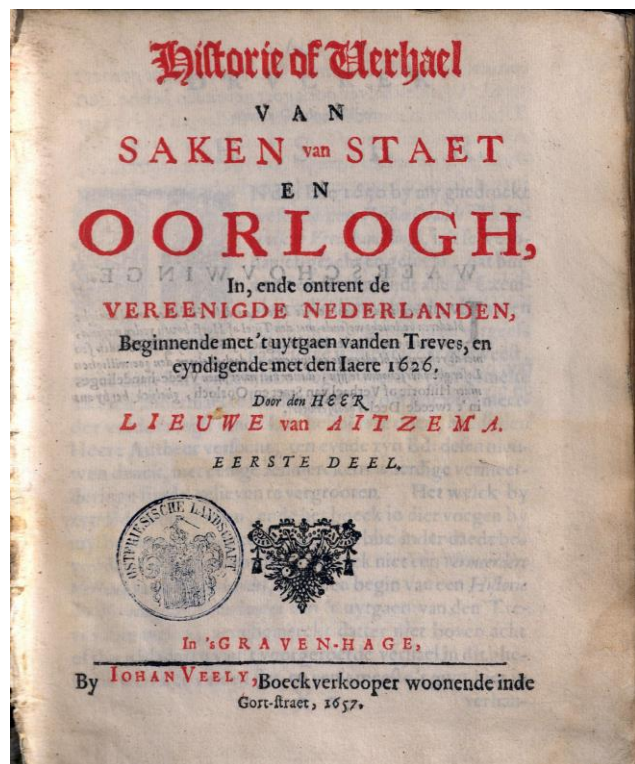 Hiſtorie of Verhael
VAN
SAKEN van STAET
EN
OORLOGH,
In, ende ontrent de
VEREENIGDE NEDERLANDEN,
Beginnende met 't uytgaen vanden Treves, en
eyndigende met den Iaere 1626.
Door den HEER
LIEUWE van AITZEMA.
EERSTE DEEL.
OSTFRIESISCHE LANDSCHAFT
In 'sGRAVEN-HAGE,
By IOHAN VEELY, Boeckverkooper woonende inde
Gort-ſtraet, 1657.